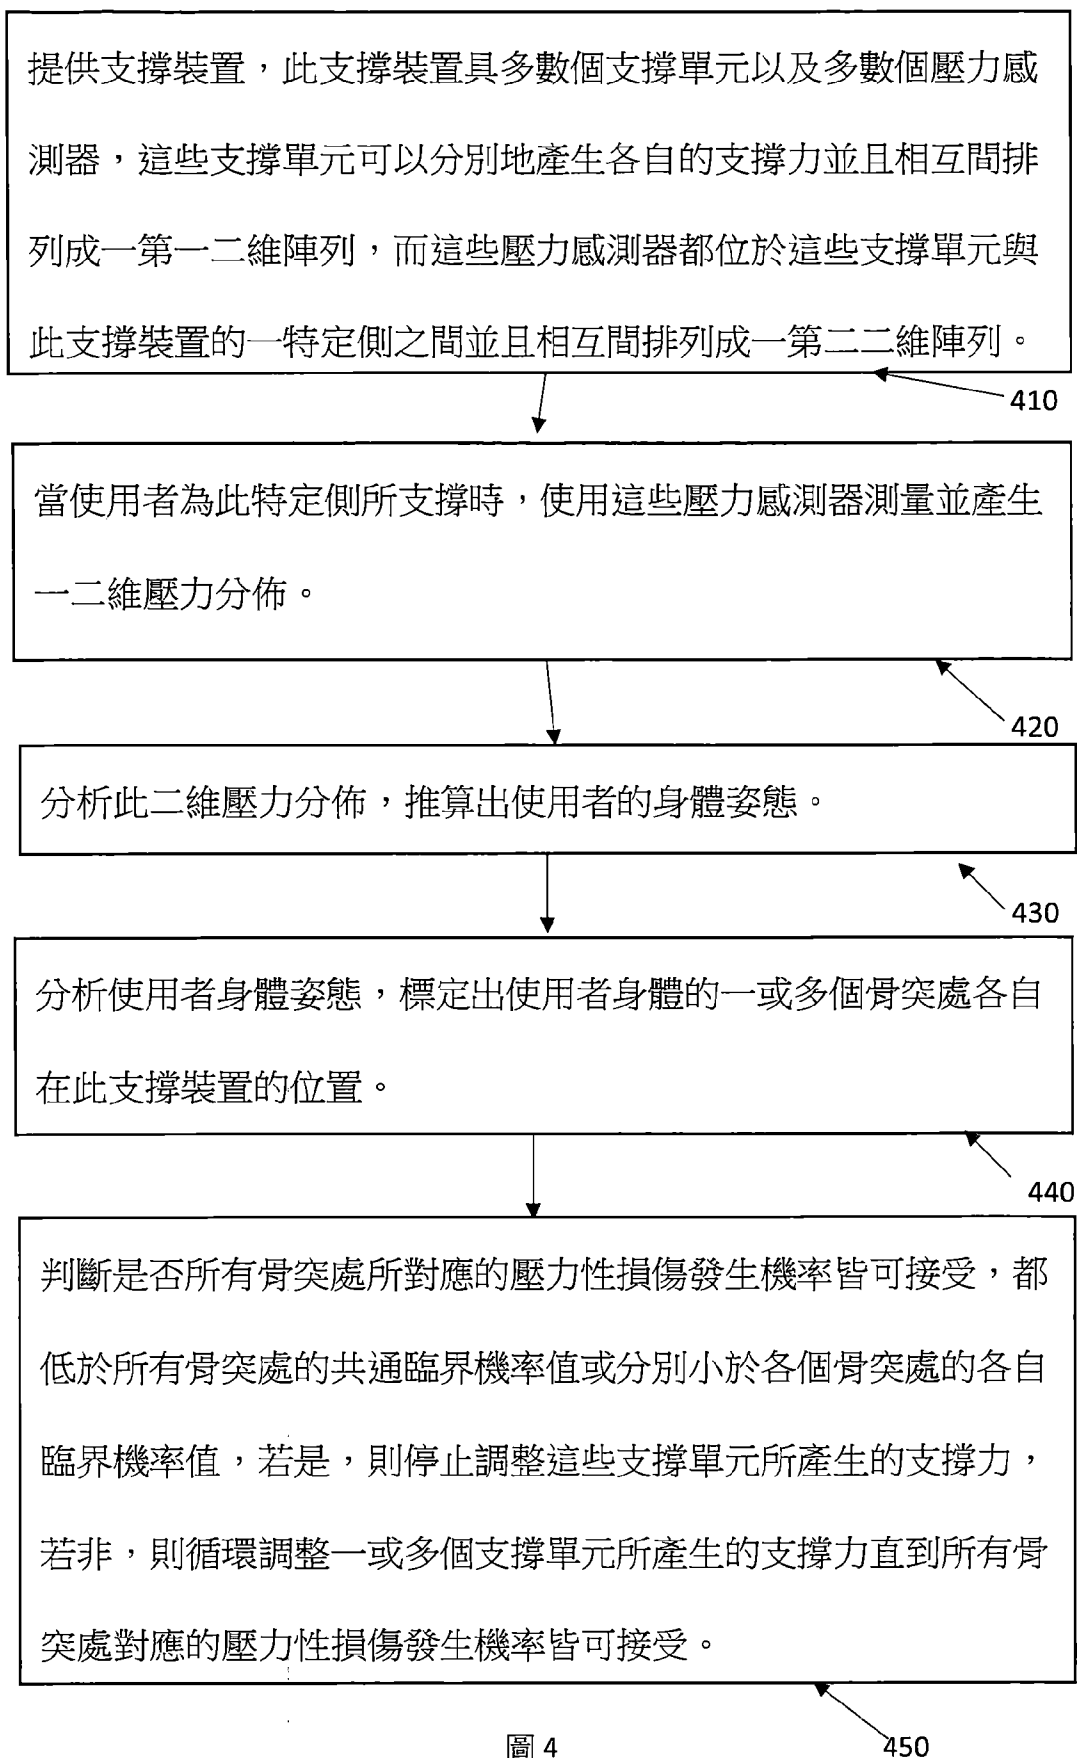 提供支撐裝置，此支撐裝置具多數個支撐單元以及多數個壓力感
測器，這些支撐單元可以分別地產生各自的支撐力並且相互間排
列成一第一二維陣列，而這些壓力感測器都位於這些支撐單元與
此支撐裝置的一特定側之間並且相互間排列成一第二二維陣列。
410
當使用者為此特定側所支撐時，使用這些壓力感測器測量並產生
一二維壓力分佈。
420
分析此二維壓力分佈，推算出使用者的身體姿態。
430
分析使用者身體姿態，標定出使用者身體的一或多個骨突處各自
在此支撐裝置的位置。
440
判斷是否所有骨突處所對應的壓力性損傷發生機率皆可接受，都
低於所有骨突處的共通臨界機率值或分別小於各個骨突處的各自
臨界機率值，若是，則停止調整這些支撐單元所產生的支撐力，
若非，則循環調整一或多個支撐單元所產生的支撐力直到所有骨
突處對應的壓力性損傷發生機率皆可接受。
450
圖 4